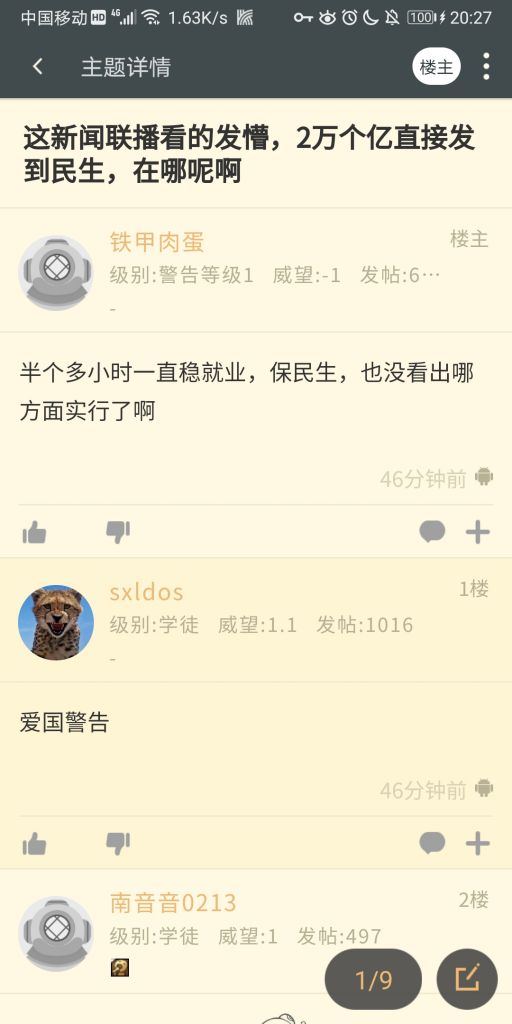 中国移动 HD 4G 1.63K/s 100 20:27
主题详情 楼主
这新闻联播看的发懵，2万个亿直接发
到民生，在哪呢啊
铁甲肉蛋 楼主
级别:警告等级1 威望:-1 发帖:6…
-
半个多小时一直稳就业，保民生，也没看出哪
方面实行了啊
46分钟前
sxldos 1楼
级别:学徒 威望:1.1 发帖:1016
-
爱国警告
46分钟前
南音音0213 2楼
级别:学徒 威望:1 发帖:497
1/9